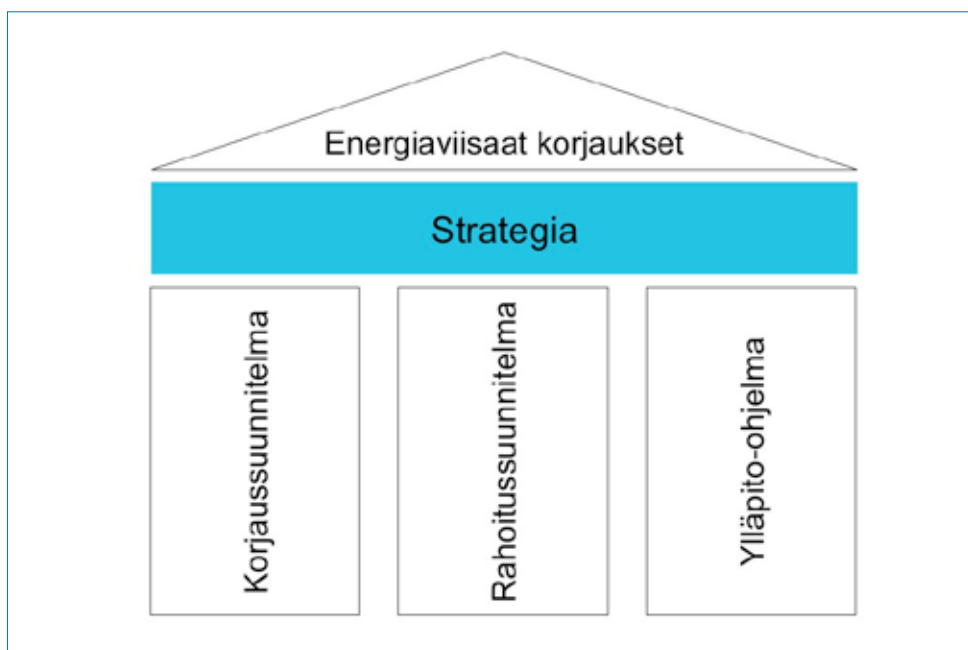 Energiaviisaat korjaukset
Strategia
Korjaussuunnitelma
Rahoitussuunnitelma
Ylläpito-ohjelma